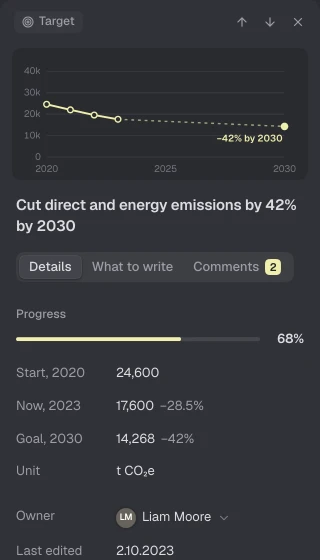 Target
40k
30k
20k
10k
0
−42% by 2030
2020 2025 2030
Cut direct and energy emissions by 42%
by 2030
Details What to write Comments 2
Progress
68%
Start, 2020 24,600
Now, 2023 17,600 −28.5%
Goal, 2030 14,268 −42%
Unit t CO₂e
Owner LM Liam Moore
Last edited 2.10.2023